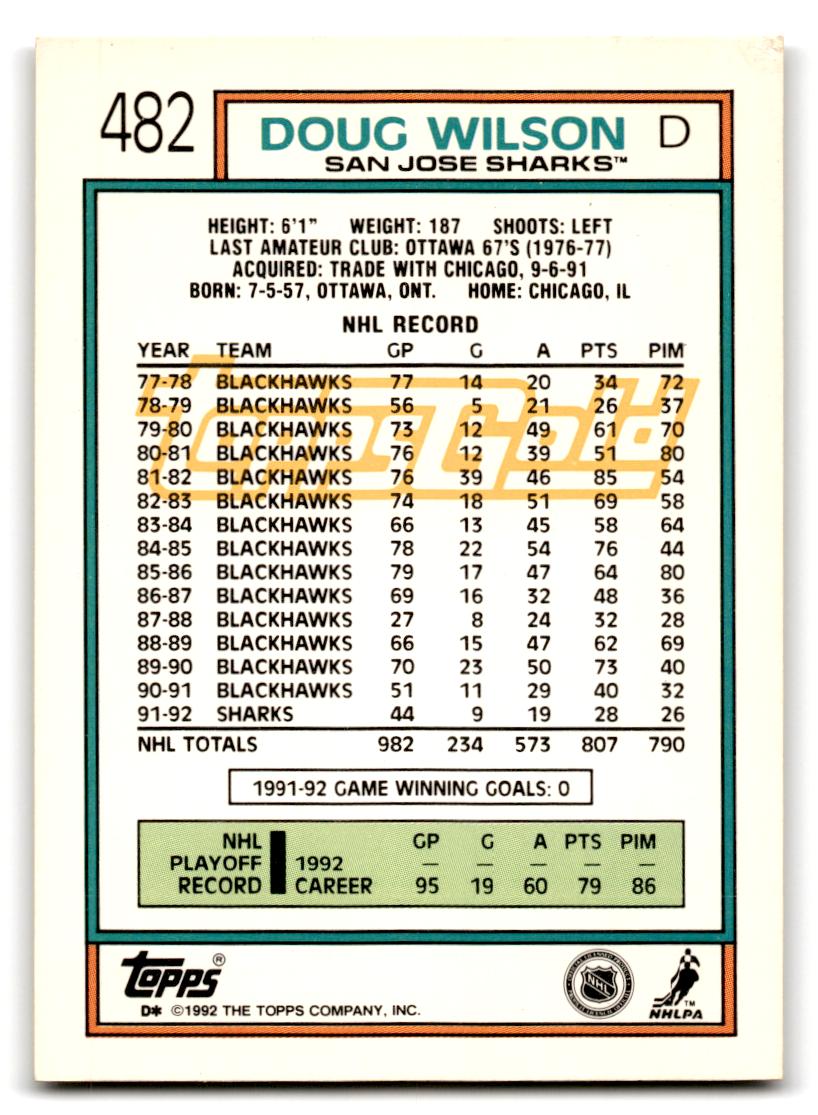 482 DOUG WILSON D
SAN JOSE SHARKS™
HEIGHT: 6'1" WEIGHT: 187 SHOOTS: LEFT
LAST AMATEUR CLUB: OTTAWA 67'S (1976-77)
ACQUIRED: TRADE WITH CHICAGO, 9-6-91
BORN: 7-5-57, OTTAWA, ONT. HOME: CHICAGO, IL
NHL RECORD
YEAR TEAM GP G A PTS PIM
77-78 BLACKHAWKS 77 14 20 34 72
78-79 BLACKHAWKS 56 5 21 26 37
79-80 BLACKHAWKS 73 12 49 61 70
80-81 BLACKHAWKS 76 12 39 51 80
81-82 BLACKHAWKS 76 39 46 85 54
82-83 BLACKHAWKS 74 18 51 69 58
83-84 BLACKHAWKS 66 13 45 58 64
84-85 BLACKHAWKS 78 22 54 76 44
85-86 BLACKHAWKS 79 17 47 64 80
86-87 BLACKHAWKS 69 16 32 48 36
87-88 BLACKHAWKS 27 8 24 32 28
88-89 BLACKHAWKS 66 15 47 62 69
89-90 BLACKHAWKS 70 23 50 73 40
90-91 BLACKHAWKS 51 11 29 40 32
91-92 SHARKS 44 9 19 28 26
NHL TOTALS 982 234 573 807 790
ToppsGold
1991-92 GAME WINNING GOALS: 0
NHL GP G A PTS PIM
PLAYOFF 1992 — — — — —
RECORD CAREER 95 19 60 79 86
Topps®
NHL
D* ©1992 THE TOPPS COMPANY, INC.
™
NHLPA